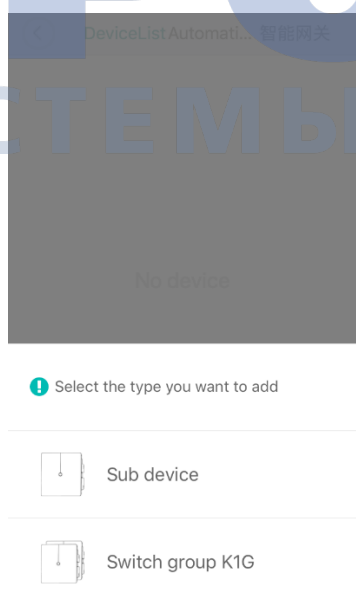 DeviceList Automati... 智能网关
СТЕМЫ
No device
Select the type you want to add
Sub device
Switch group K1G